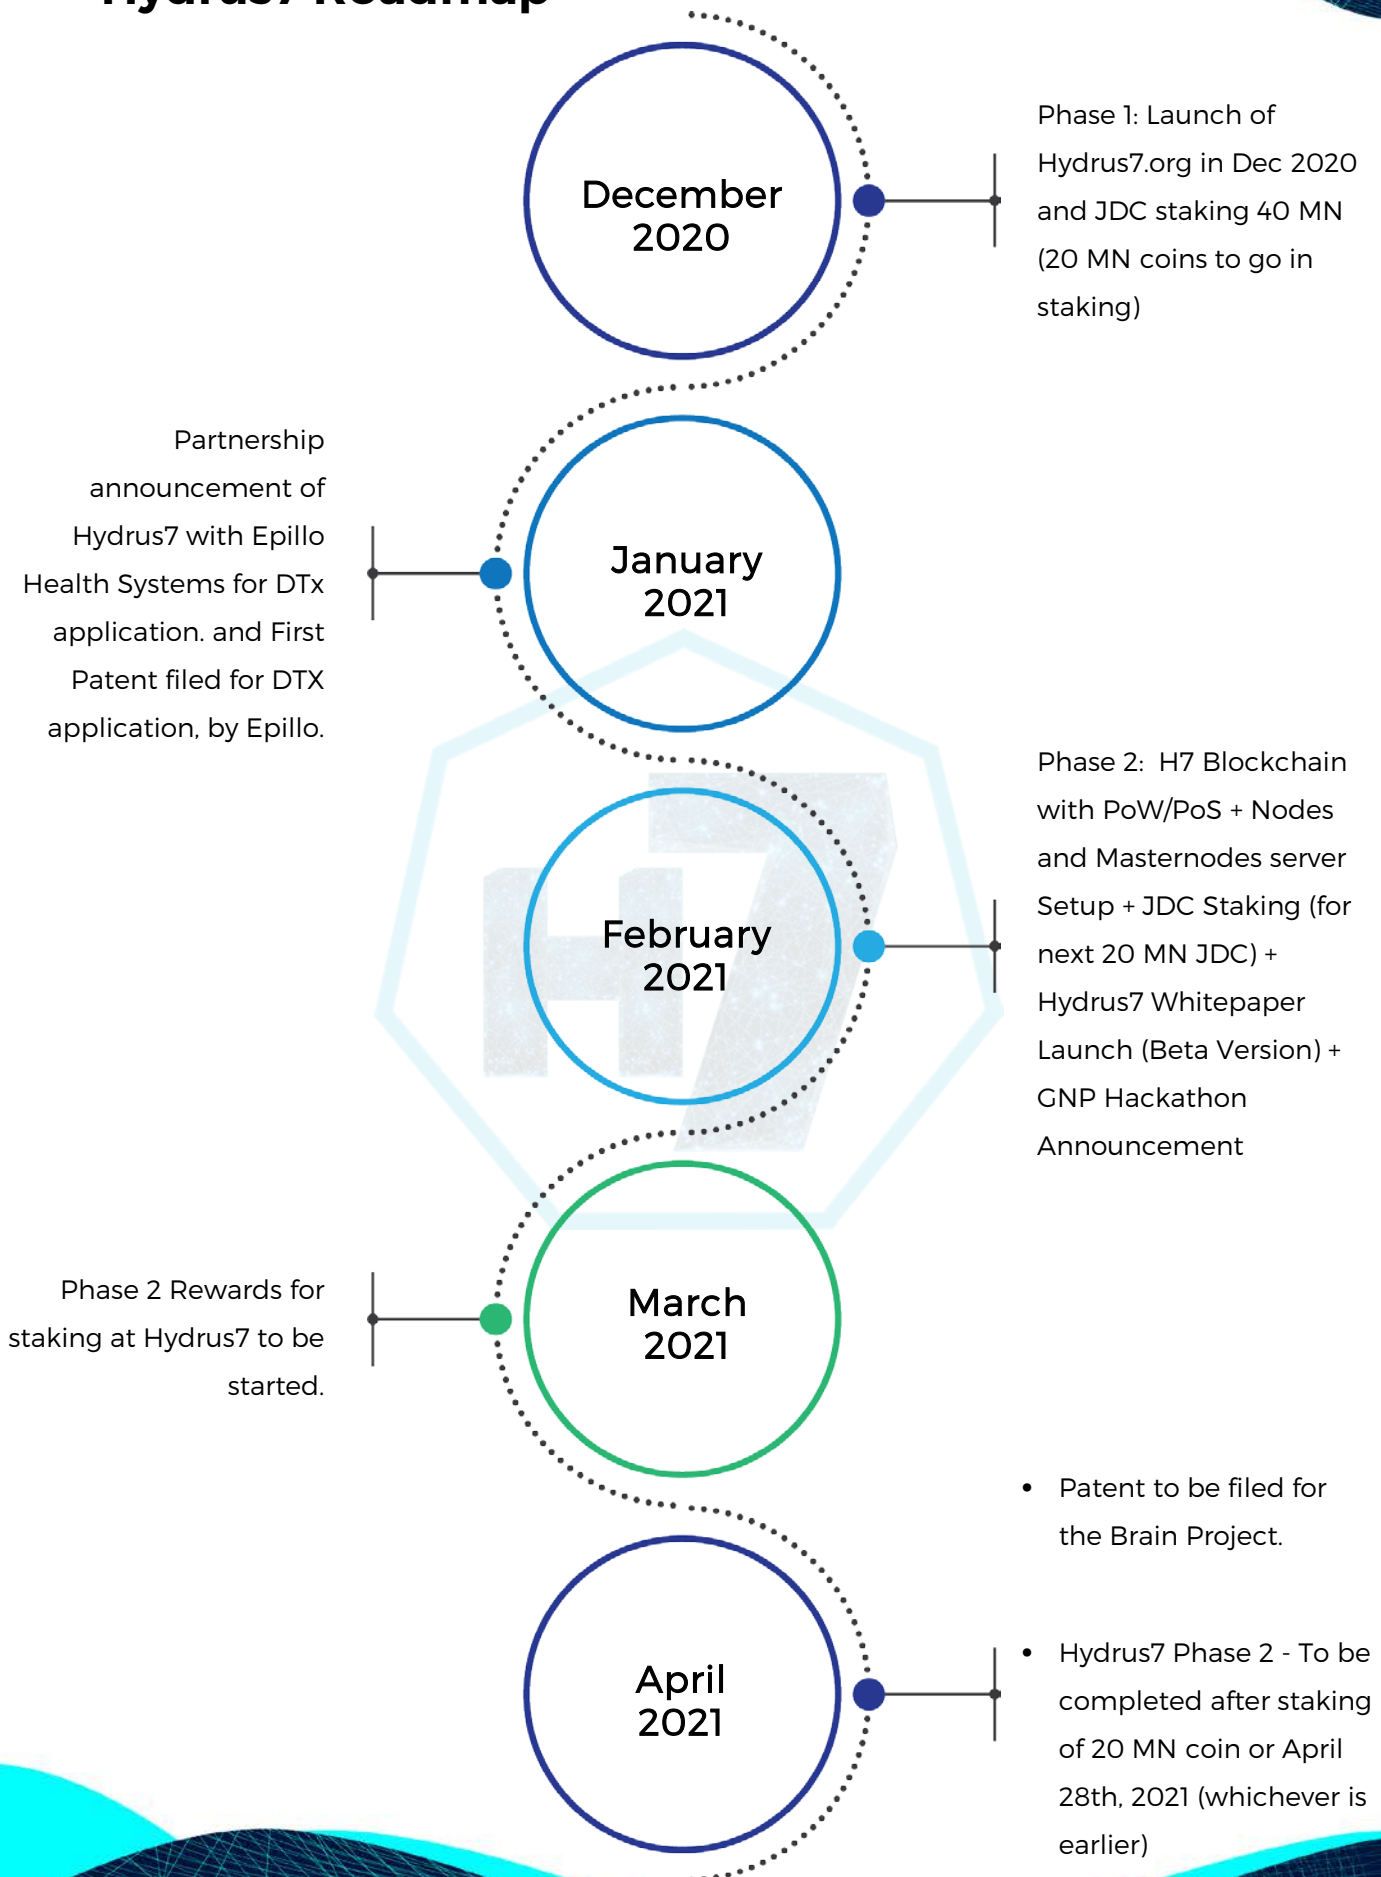 Hydrus7 Roadmap
December
2020
Phase 1: Launch of
Hydrus7.org in Dec 2020
and JDC staking 40 MN
(20 MN coins to go in
staking)
Partnership
announcement of
Hydrus7 with Epillo
Health Systems for DTx
application. and First
Patent filed for DTX
application, by Epillo.
January
2021
Phase 2:  H7 Blockchain
with PoW/PoS + Nodes
and Masternodes server
Setup + JDC Staking (for
next 20 MN JDC) +
Hydrus7 Whitepaper
Launch (Beta Version) +
GNP Hackathon
Announcement
February
2021
H7
Phase 2 Rewards for
staking at Hydrus7 to be
started.
March
2021
• Patent to be filed for
the Brain Project.
April
2021
• Hydrus7 Phase 2 - To be
completed after staking
of 20 MN coin or April
28th, 2021 (whichever is
earlier)